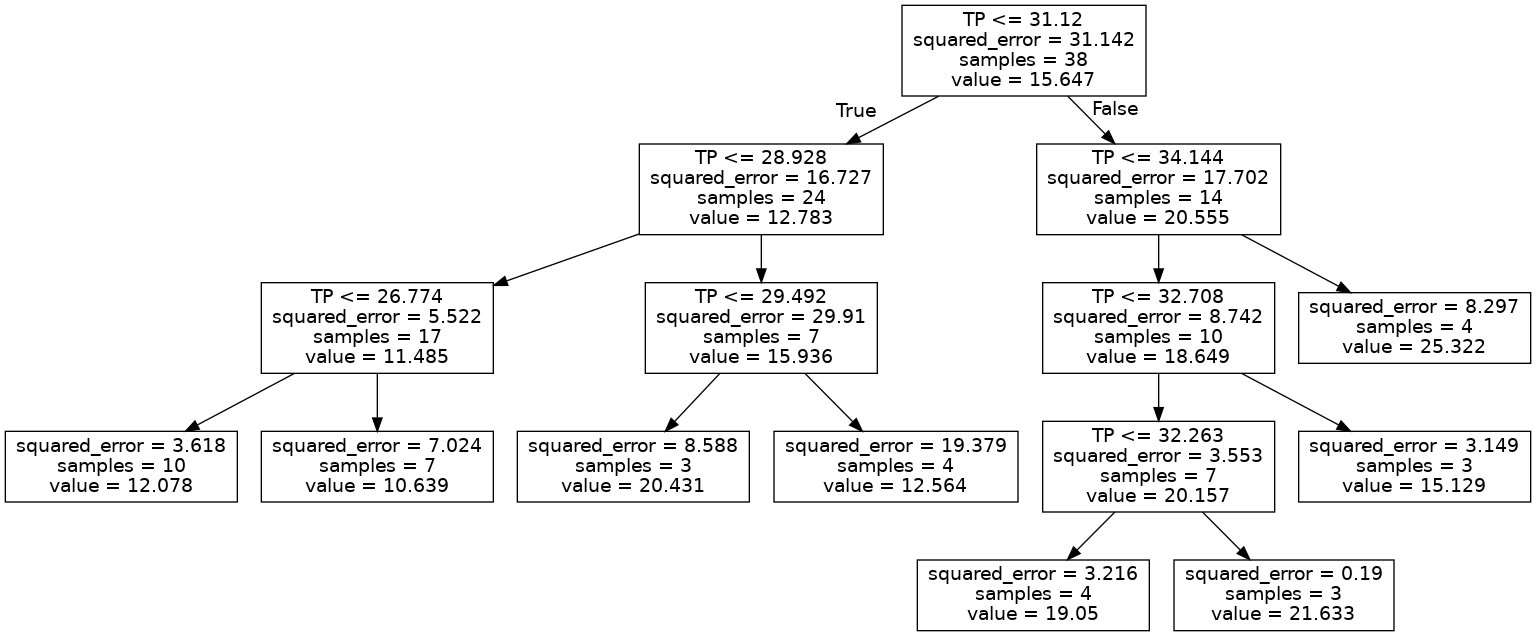 TP <= 31.12
squared_error = 31.142
samples = 38
value = 15.647
True
False
TP <= 28.928
squared_error = 16.727
samples = 24
value = 12.783
TP <= 34.144
squared_error = 17.702
samples = 14
value = 20.555
TP <= 26.774
squared_error = 5.522
samples = 17
value = 11.485
TP <= 29.492
squared_error = 29.91
samples = 7
value = 15.936
TP <= 32.708
squared_error = 8.742
samples = 10
value = 18.649
squared_error = 8.297
samples = 4
value = 25.322
squared_error = 3.618
samples = 10
value = 12.078
squared_error = 7.024
samples = 7
value = 10.639
squared_error = 8.588
samples = 3
value = 20.431
squared_error = 19.379
samples = 4
value = 12.564
TP <= 32.263
squared_error = 3.553
samples = 7
value = 20.157
squared_error = 3.149
samples = 3
value = 15.129
squared_error = 3.216
samples = 4
value = 19.05
squared_error = 0.19
samples = 3
value = 21.633